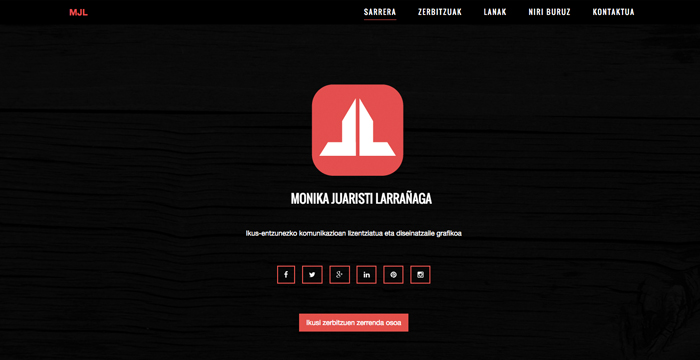 MJL
SARRERA
ZERBITZUAK
LANAK
NIRI BURUZ
KONTAKTUA
MONIKA JUARISTI LARRAÑAGA
Ikus-entzunezko komunikazioan lizentziatua eta diseinatzaile grafikoa
Ikusi zerbitzuen zerrenda osoa